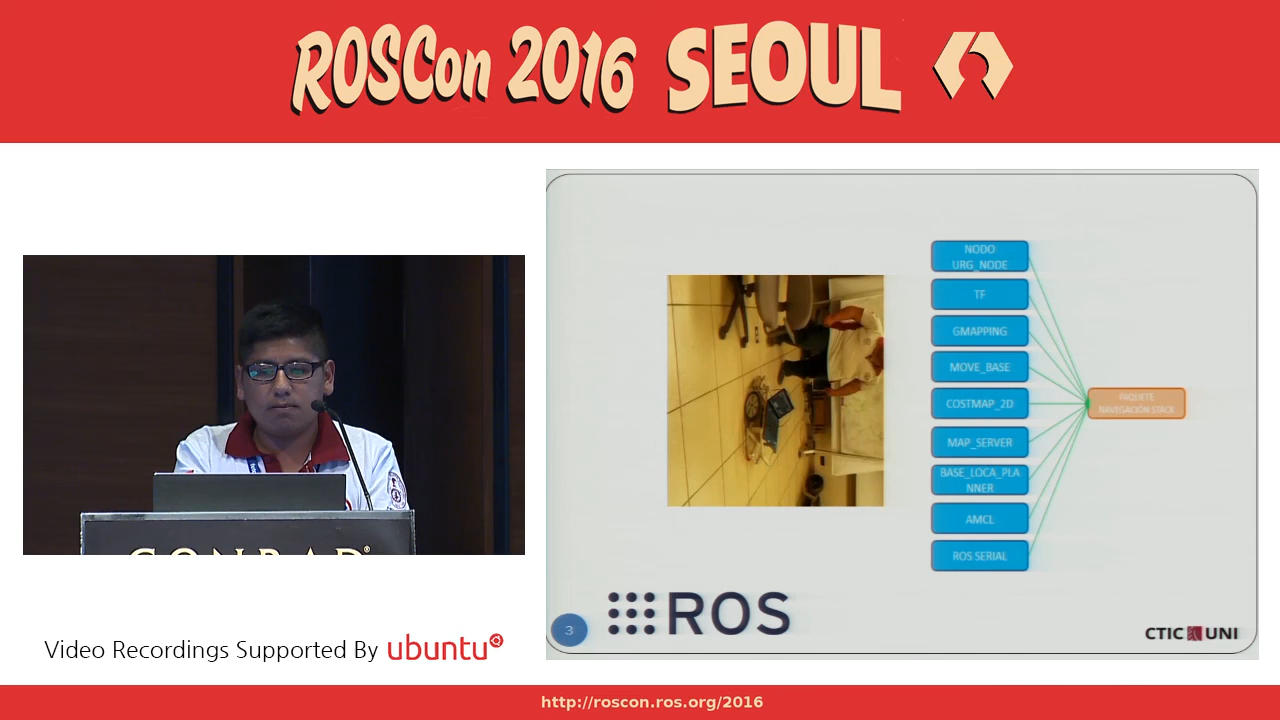 ROSCon 2016 SEOUL
NODO
URG_NODE
TF
GMAPPING
MOVE_BASE
COSTMAP_2D
MAP_SERVER
BASE_LOCA_PLA
NNER
AMCL
ROS SERIAL
PAQUETE
NAVEGACIÓN STACK
CONRAD®
ROS
3
CTIC UNI
Video Recordings Supported By ubuntu
http://roscon.ros.org/2016